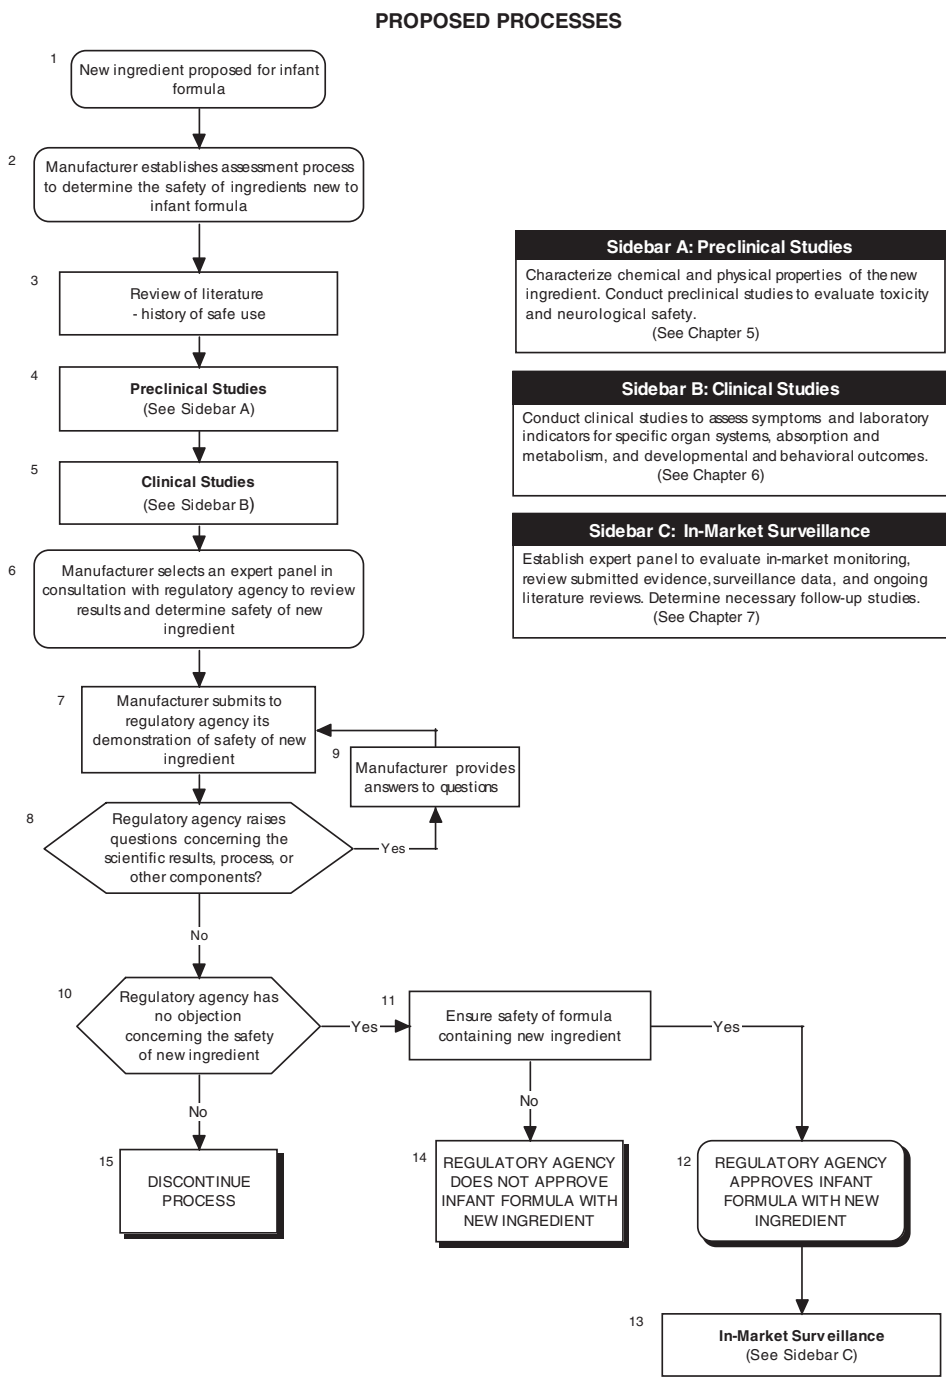 PROPOSED PROCESSES
1
New ingredient proposed for infant
formula
2
Manufacturer establishes assessment process
to determine the safety of ingredients new to
infant formula
3
Review of literature
- history of safe use
4
Preclinical Studies
(See Sidebar A)
5
Clinical Studies
(See Sidebar B)
6
Manufacturer selects an expert panel in
consultation with regulatory agency to review
results and determine safety of new
ingredient
7
Manufacturer submits to
regulatory agency its
demonstration of safety of new
ingredient
8
Regulatory agency raises
questions concerning the
scientific results, process, or
other components?
Yes
9
Manufacturer provides
answers to questions
No
10
Regulatory agency has
no objection
concerning the safety
of new ingredient
Yes
11
Ensure safety of formula
containing new ingredient
Yes
No
No
15
DISCONTINUE
PROCESS
14
REGULATORY AGENCY
DOES NOT APPROVE
INFANT FORMULA WITH
NEW INGREDIENT
12
REGULATORY AGENCY
APPROVES INFANT
FORMULA WITH NEW
INGREDIENT
13
In-Market Surveillance
(See Sidebar C)
Sidebar A: Preclinical Studies
Characterize chemical and physical properties of the new
ingredient. Conduct preclinical studies to evaluate toxicity
and neurological safety.
(See Chapter 5)
Sidebar B: Clinical Studies
Conduct clinical studies to assess symptoms and laboratory
indicators for specific organ systems, absorption and
metabolism, and developmental and behavioral outcomes.
(See Chapter 6)
Sidebar C: In-Market Surveillance
Establish expert panel to evaluate in-market monitoring,
review submitted evidence, surveillance data, and ongoing
literature reviews. Determine necessary follow-up studies.
(See Chapter 7)